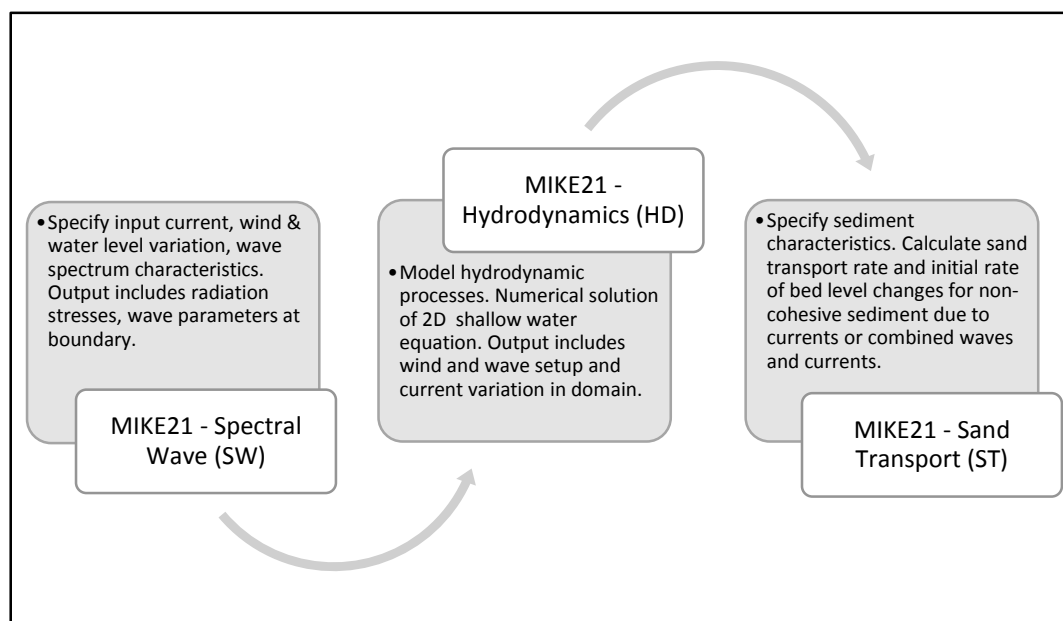 •Specify input current, wind &
water level variation, wave
spectrum characteristics.
Output includes radiation
stresses, wave parameters at
boundary.
MIKE21 - Spectral
Wave (SW)
MIKE21 -
Hydrodynamics (HD)
•Model hydrodynamic
processes. Numerical solution
of 2D shallow water
equation. Output includes
wind and wave setup and
current variation in domain.
•Specify sediment
characteristics. Calculate sand
transport rate and initial rate
of bed level changes for non-
cohesive sediment due to
currents or combined waves
and currents.
MIKE21 - Sand
Transport (ST)